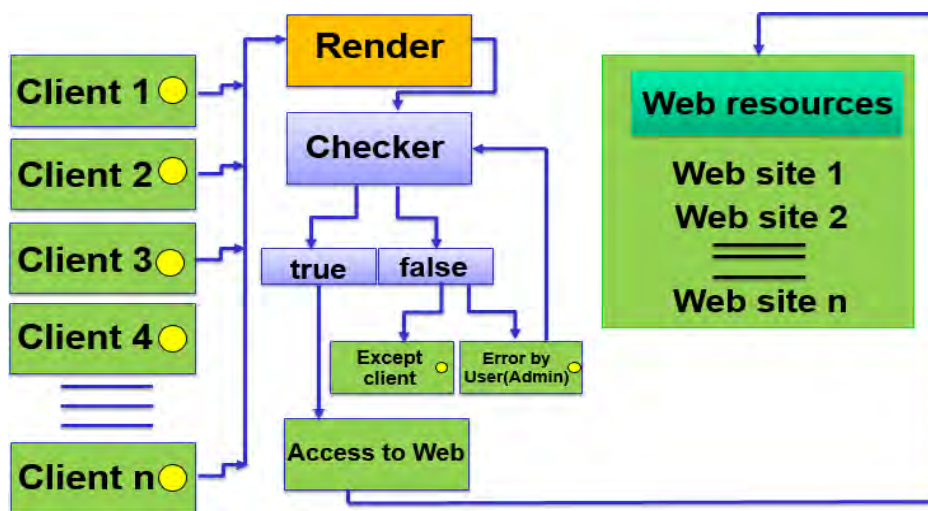 Client 1
Client 2
Client 3
Client 4
Client n
Render
Checker
true
false
Except
client
Error by
User(Admin)
Access to Web
Web resources
Web site 1
Web site 2
Web site n